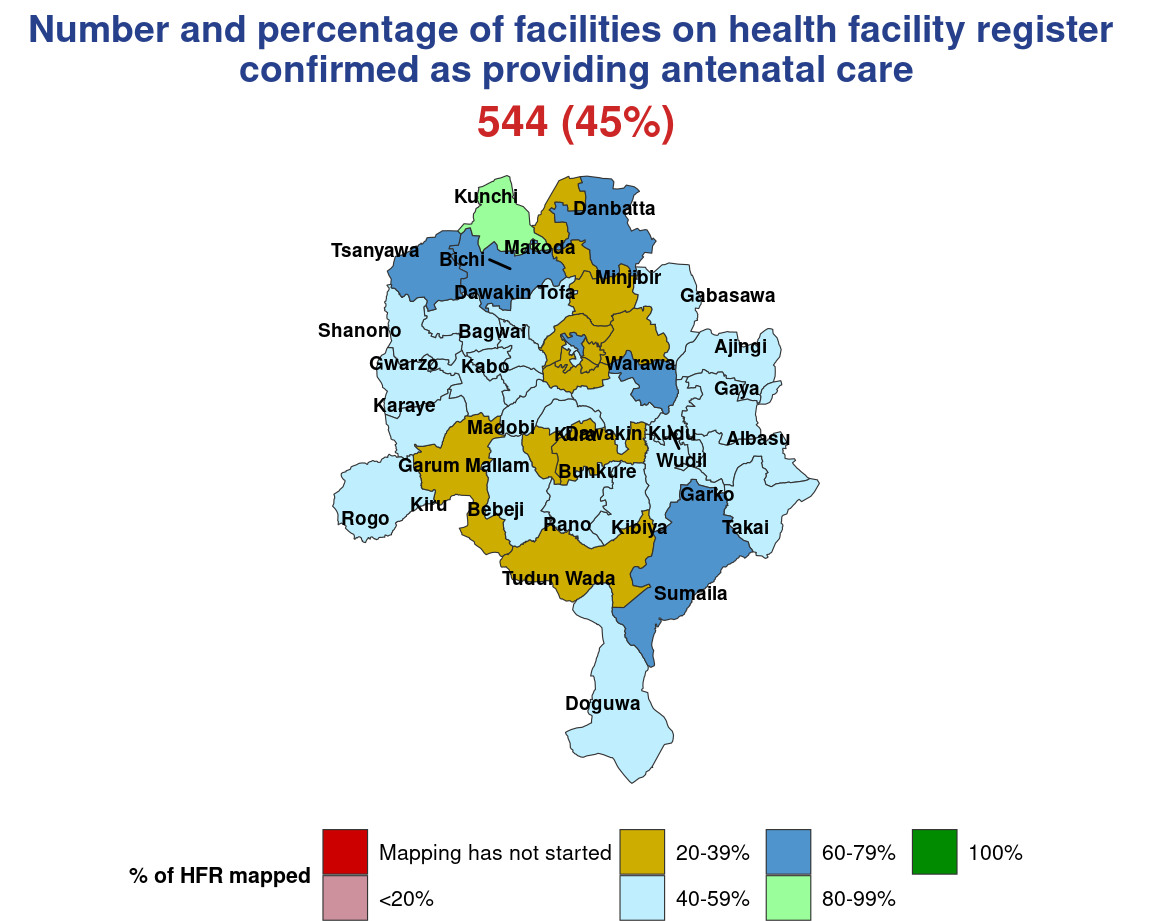 Number and percentage of facilities on health facility register
confirmed as providing antenatal care
544 (45%)
Kunchi
Danbatta
Tsanyawa
Makoda
Bichi
Minjibir
Dawakin Tofa
Gabasawa
Shanono
Bagwai
Ajingi
Gwarzo
Kabo
Warawa
Gaya
Karaye
Madobi
Kura
Dawakin Kudu
Albasu
Garum Mallam
Wudil
Bunkure
Garko
Kiru
Bebeji
Rogo
Rano
Kibiya
Takai
Tudun Wada
Sumaila
Doguwa
% of HFR mapped
Mapping has not started
<20%
20-39%
40-59%
60-79%
80-99%
100%